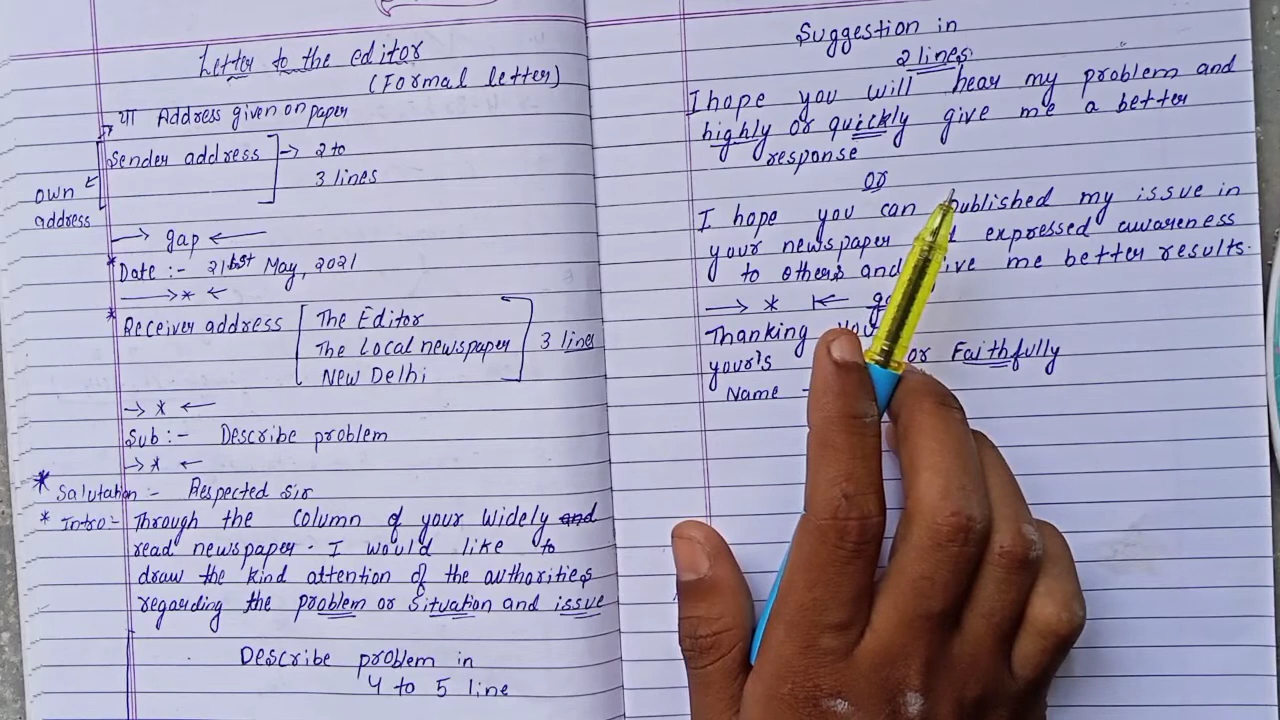 Letter to the editor
(Formal letter)
या Address given on paper
Sender address → 2 to
3 lines
own
address
→ gap ←
* Date :- 21st May, 2021
→ * ←
* Receiver address [ The Editor
The Local newspaper
New Delhi ] 3 lines
→ * ←
Sub :- Describe problem
→ * ←
* Salutation :- Respected Sir
* Intro :- Through the column of your widely and
read newspaper. I would like to
draw the kind attention of the authorities
regarding the problem or situation and issue
Describe problem in
4 to 5 line
Suggestion in
2 lines.
I hope you will hear my problem and
highly or quickly give me a better
response
or
I hope you can published my issue in
your newspaper expressed awareness
to others and give me better results.
→ * ←
Thanking you
your's or Faithfully
Name